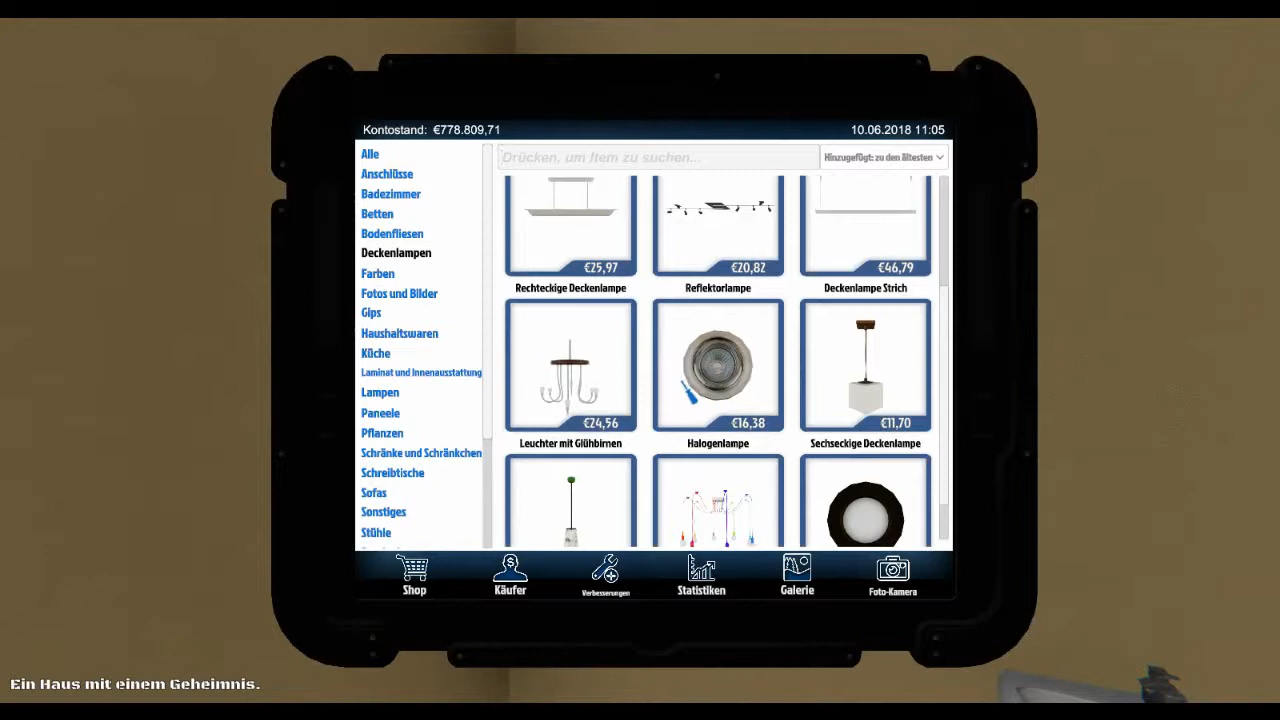 Kontostand: €778.809,71
10.06.2018 11:05
Alle
Anschlüsse
Badezimmer
Betten
Bodenfliesen
Deckenlampen
Farben
Fotos und Bilder
Gips
Haushaltswaren
Küche
Laminat und Innenausstattung
Lampen
Paneele
Pflanzen
Schränke und Schränkchen
Schreibtische
Sofas
Sonstiges
Stühle
Drücken, um Item zu suchen...
Hinzugefügt: zu den ältesten
€25,97
€20,82
€46,79
Rechteckige Deckenlampe
Reflektorlampe
Deckenlampe Strich
€24,56
€16,38
€11,70
Leuchter mit Glühbirnen
Halogenlampe
Sechseckige Deckenlampe
Shop
Käufer
Verbesserungen
Statistiken
Galerie
Foto-Kamera
Ein Haus mit einem Geheimnis.